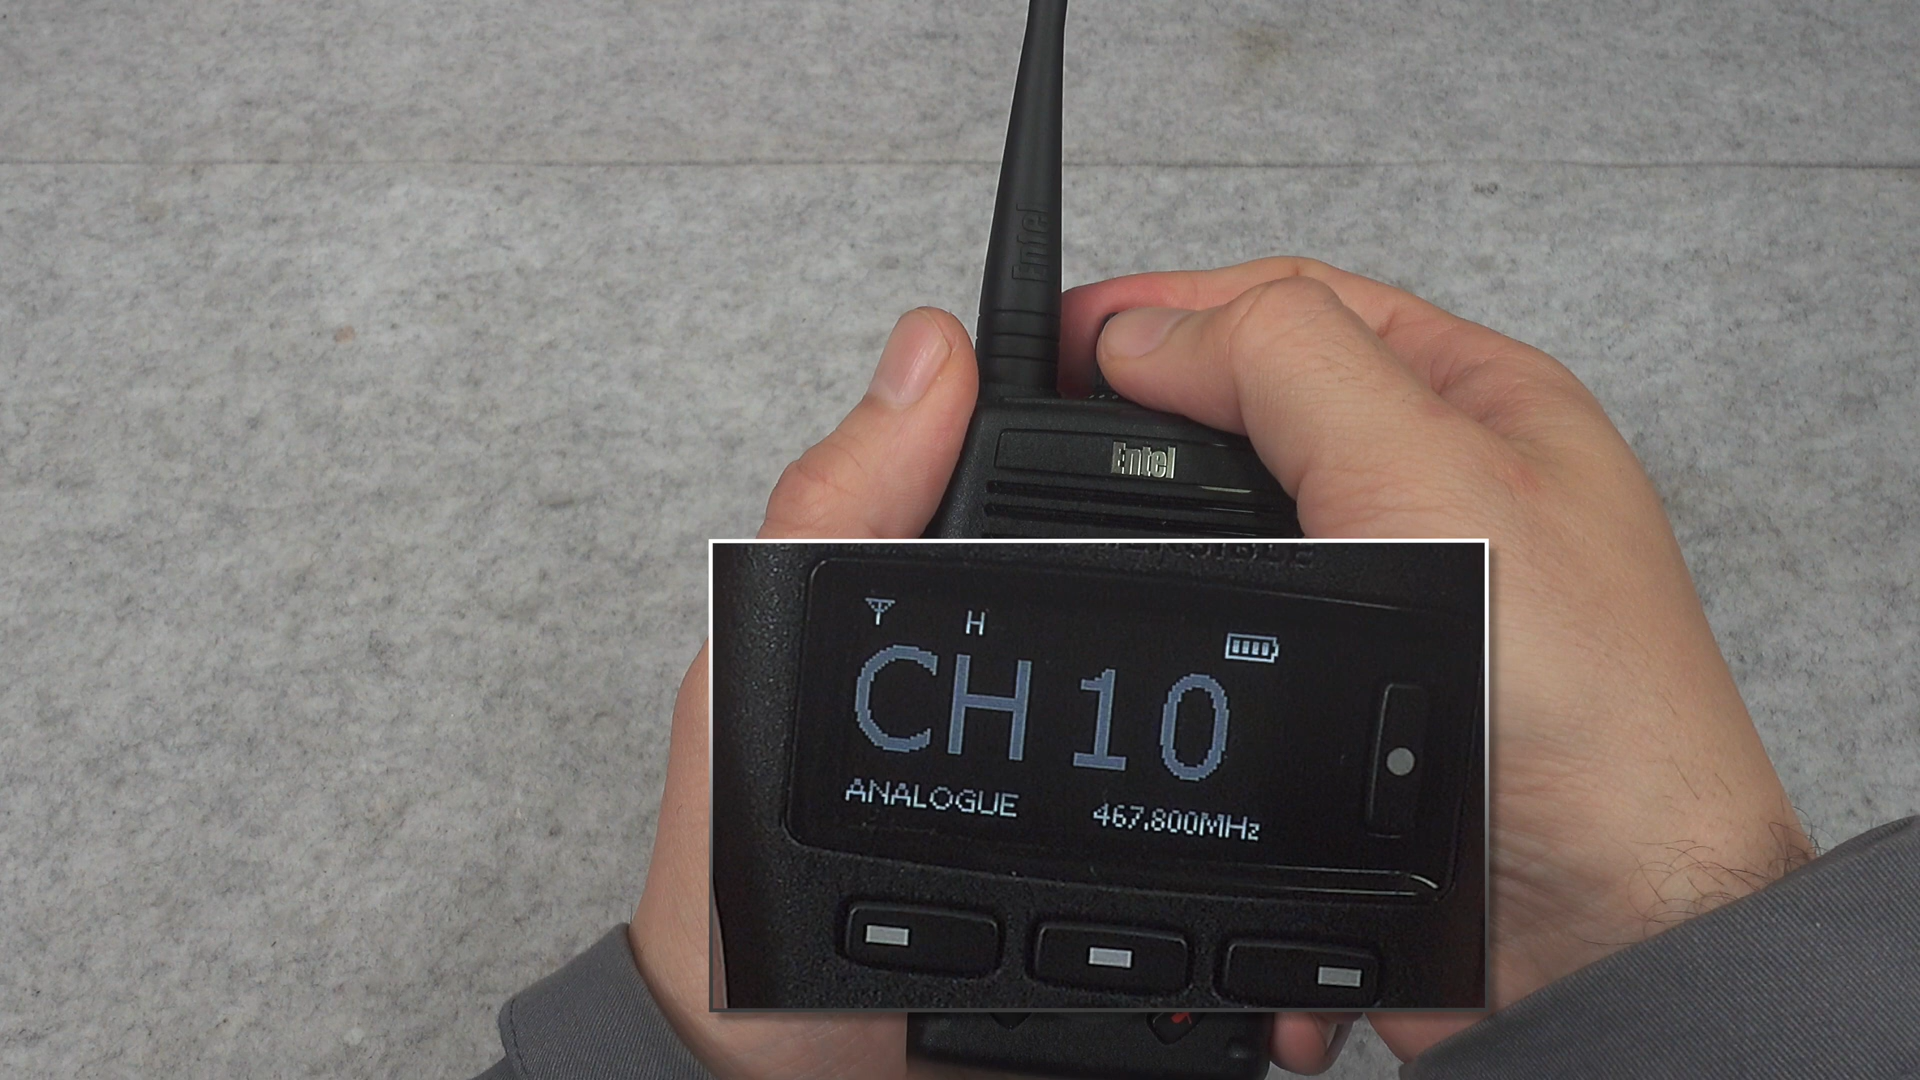 Entel
Entel
H
CH 10
ANALOGUE 467.800MHz